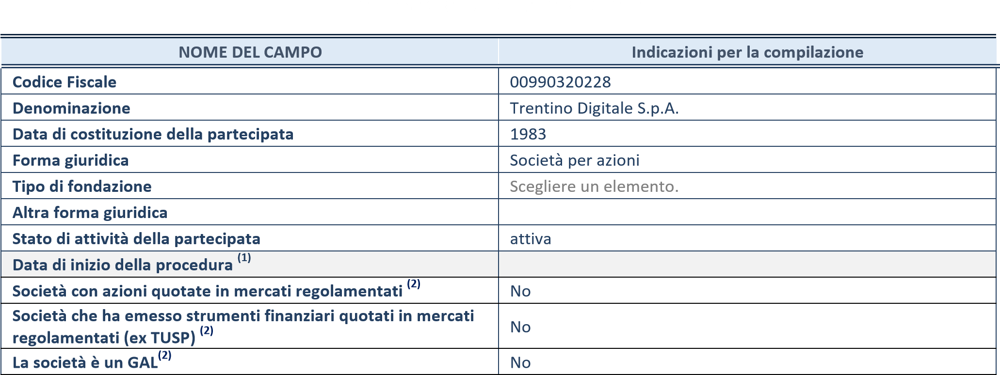 NOME DEL CAMPO Indicazioni per la compilazione
Codice Fiscale 00990320228
Denominazione Trentino Digitale S.p.A.
Data di costituzione della partecipata 1983
Forma giuridica Società per azioni
Tipo di fondazione Scegliere un elemento.
Altra forma giuridica
Stato di attività della partecipata attiva
Data di inizio della procedura (1)
Società con azioni quotate in mercati regolamentati (2) No
Società che ha emesso strumenti finanziari quotati in mercati
regolamentati (ex TUSP) (2) No
La società è un GAL(2) No